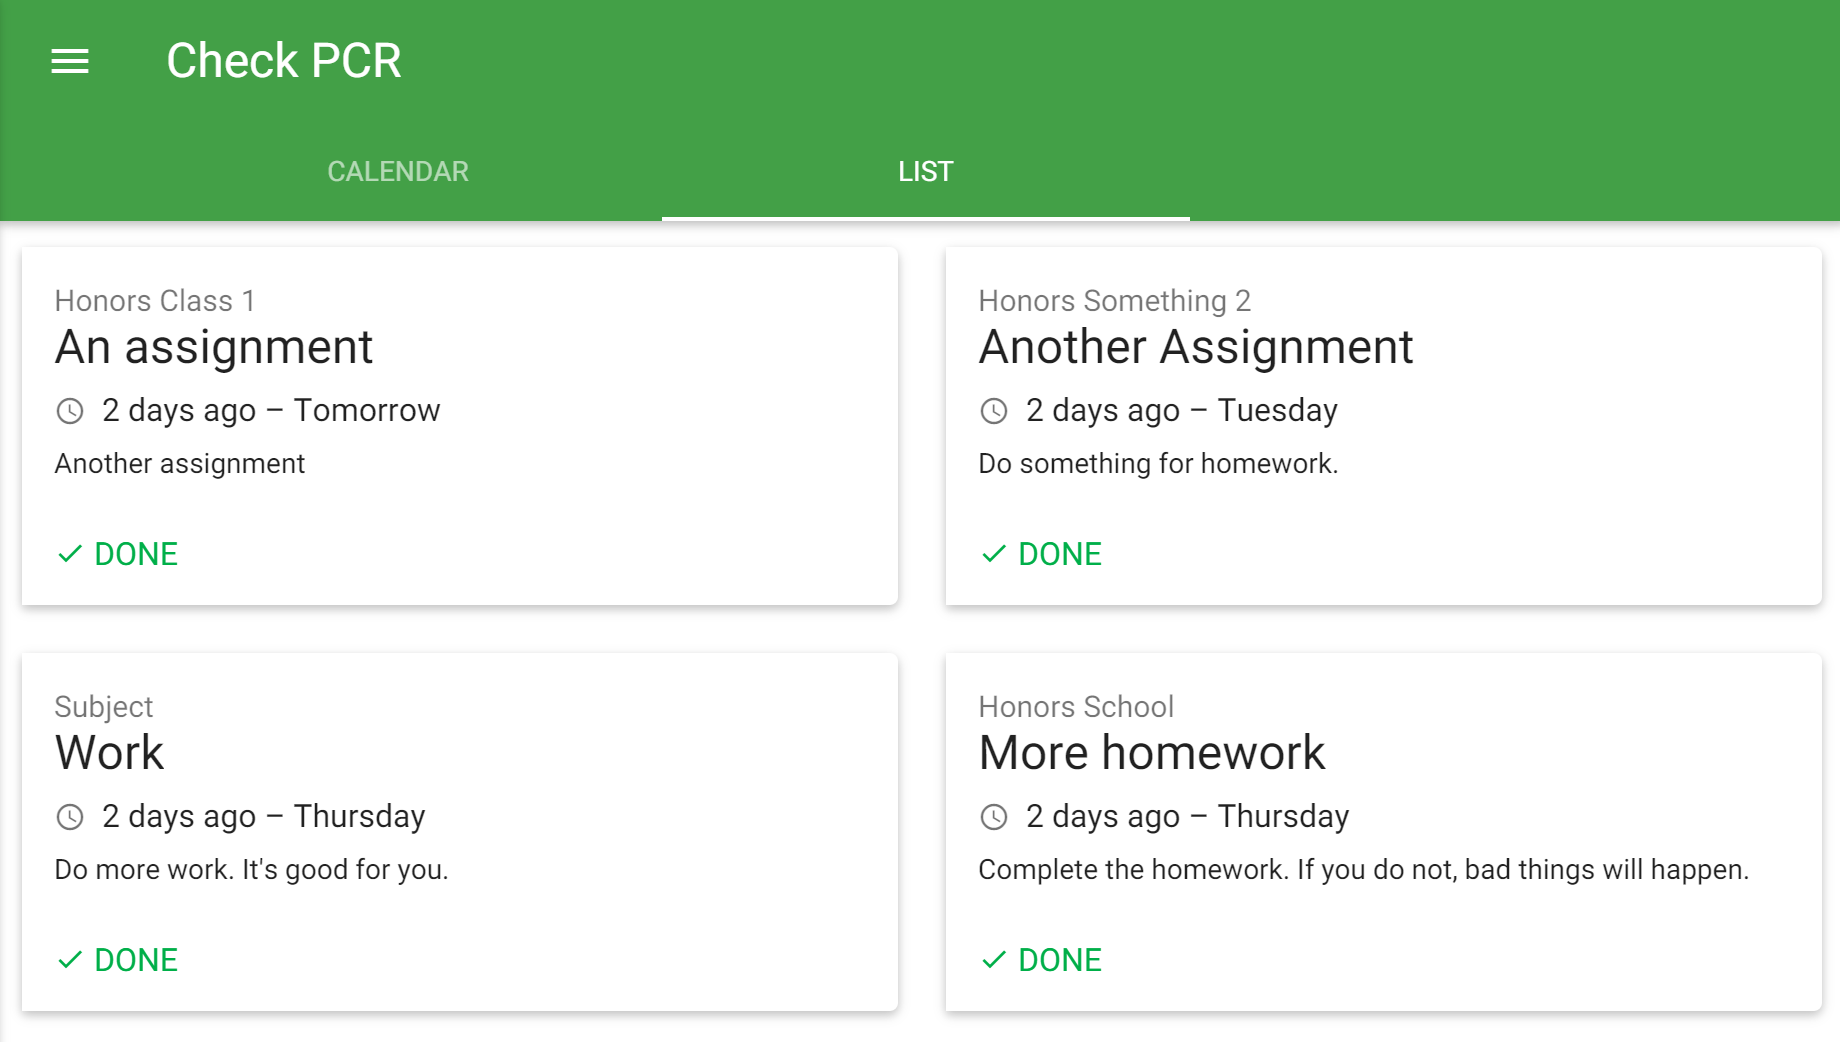 Check PCR
CALENDAR
LIST
Honors Class 1
An assignment
2 days ago – Tomorrow
Another assignment
DONE
Honors Something 2
Another Assignment
2 days ago – Tuesday
Do something for homework.
DONE
Subject
Work
2 days ago – Thursday
Do more work. It's good for you.
DONE
Honors School
More homework
2 days ago – Thursday
Complete the homework. If you do not, bad things will happen.
DONE